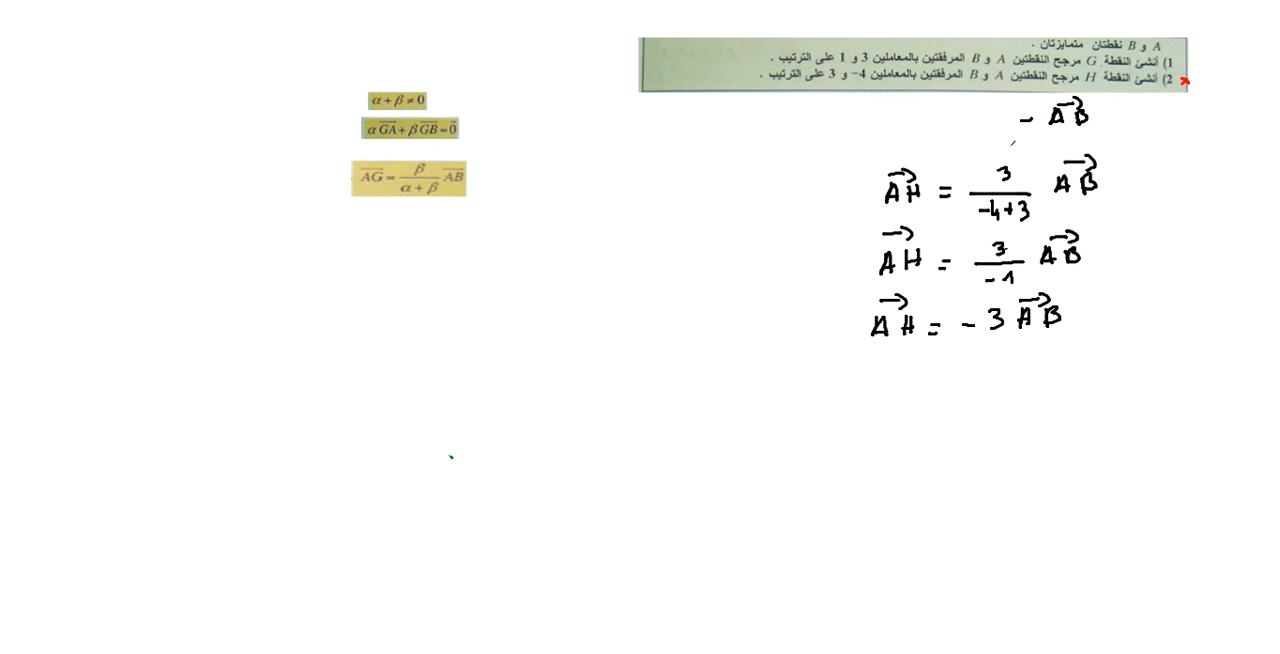 A و B نقطتان متمايزتان .
1) أنشئ النقطة G مرجح النقطتين A و B المرفقتين بالمعاملين 3 و 1 على الترتيب .
2) أنشئ النقطة H مرجح النقطتين A و B المرفقتين بالمعاملين 4− و 3 على الترتيب .
α + β ≠ 0
α GA⃗ + β GB⃗ = 0⃗
AG⃗ = β/(α + β) AB⃗
- AB⃗
AH⃗ = 3/(-4+3) AB⃗
AH⃗ = 3/-1 AB⃗
AH⃗ = - 3 AB⃗